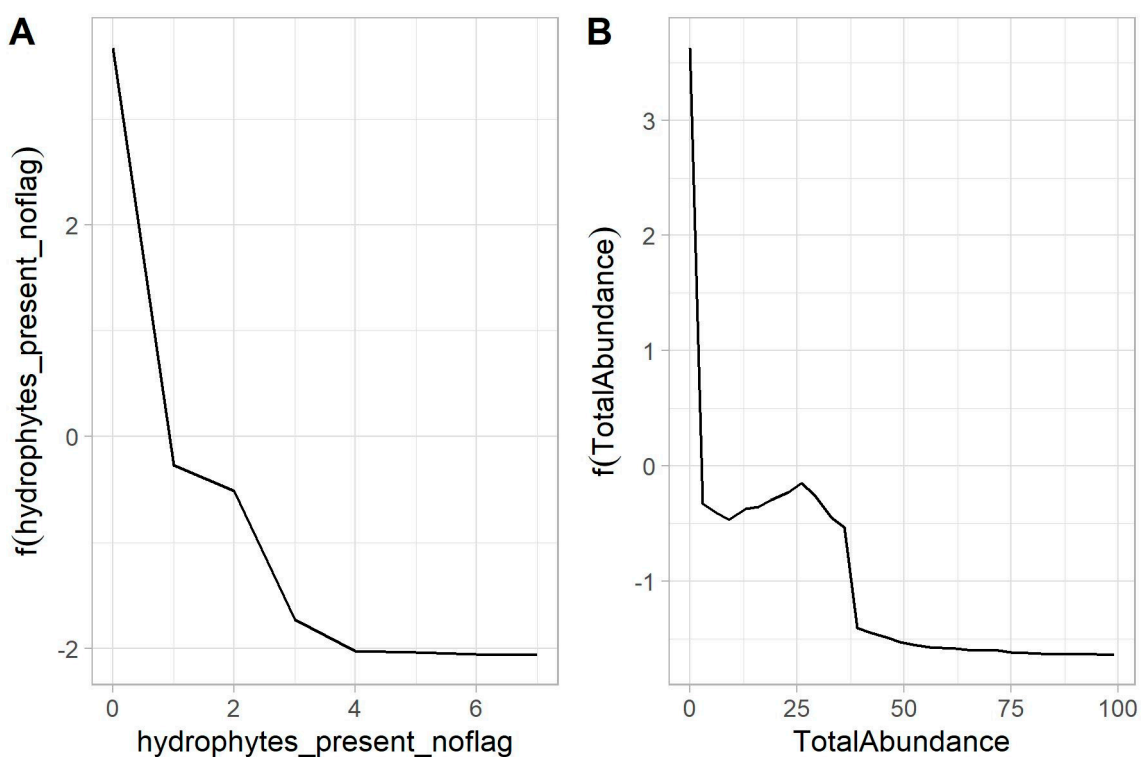 A
f(hydrophytes_present_noflag)
2
0
-2
0 2 4 6
hydrophytes_present_noflag
B
f(TotalAbundance)
3
2
1
0
-1
0 25 50 75 100
TotalAbundance